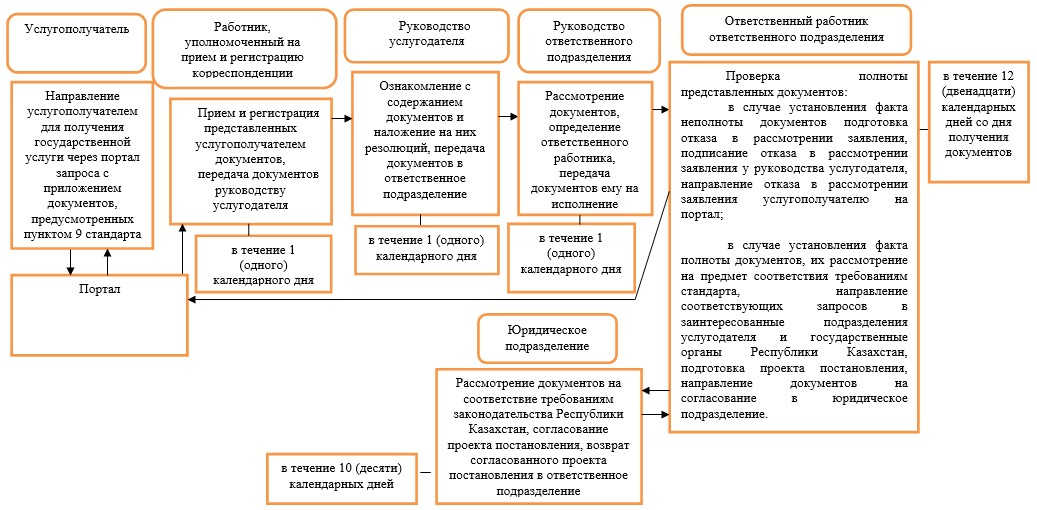 Услугополучатель
Работник,
уполномоченный на
прием и регистрацию
корреспонденции
Руководство
услугодателя
Руководство
ответственного
подразделения
Ответственный работник
ответственного подразделения
Направление
услугополучателем
для получения
государственной
услуги через портал
запроса с
приложением
документов,
предусмотренных
пунктом 9 стандарта
Прием и регистрация
представленных
услугополучателем
документов,
передача документов
руководству
услугодателя
Ознакомление с
содержанием
документов и
наложение на них
резолюций, передача
документов в
ответственное
подразделение
Рассмотрение
документов,
определение
ответственного
работника,
передача
документов ему на
исполнение
Проверка полноты
представленных документов:
в случае установления факта
неполноты документов подготовка
отказа в рассмотрении заявления,
подписание отказа в рассмотрении
заявления у руководства услугодателя,
направление отказа в рассмотрении
заявления услугополучателю на
портал;
в случае установления факта
полноты документов, их рассмотрение
на предмет соответствия требованиям
стандарта, направление
соответствующих запросов в
заинтересованные подразделения
услугодателя и государственные
органы Республики Казахстан,
подготовка проекта постановления,
направление документов на
согласование в юридическое
подразделение.
в течение 12
(двенадцати)
календарных
дней со дня
получения
документов
в течение 1
(одного)
календарного дня
в течение 1 (одного)
календарного дня
в течение 1
(одного)
календарного дня
Портал
Юридическое
подразделение
Рассмотрение документов на
соответствие требованиям
законодательства Республики
Казахстан, согласование
проекта постановления, возврат
согласованного проекта
постановления в ответственное
подразделение
в течение 10 (десяти)
календарных дней